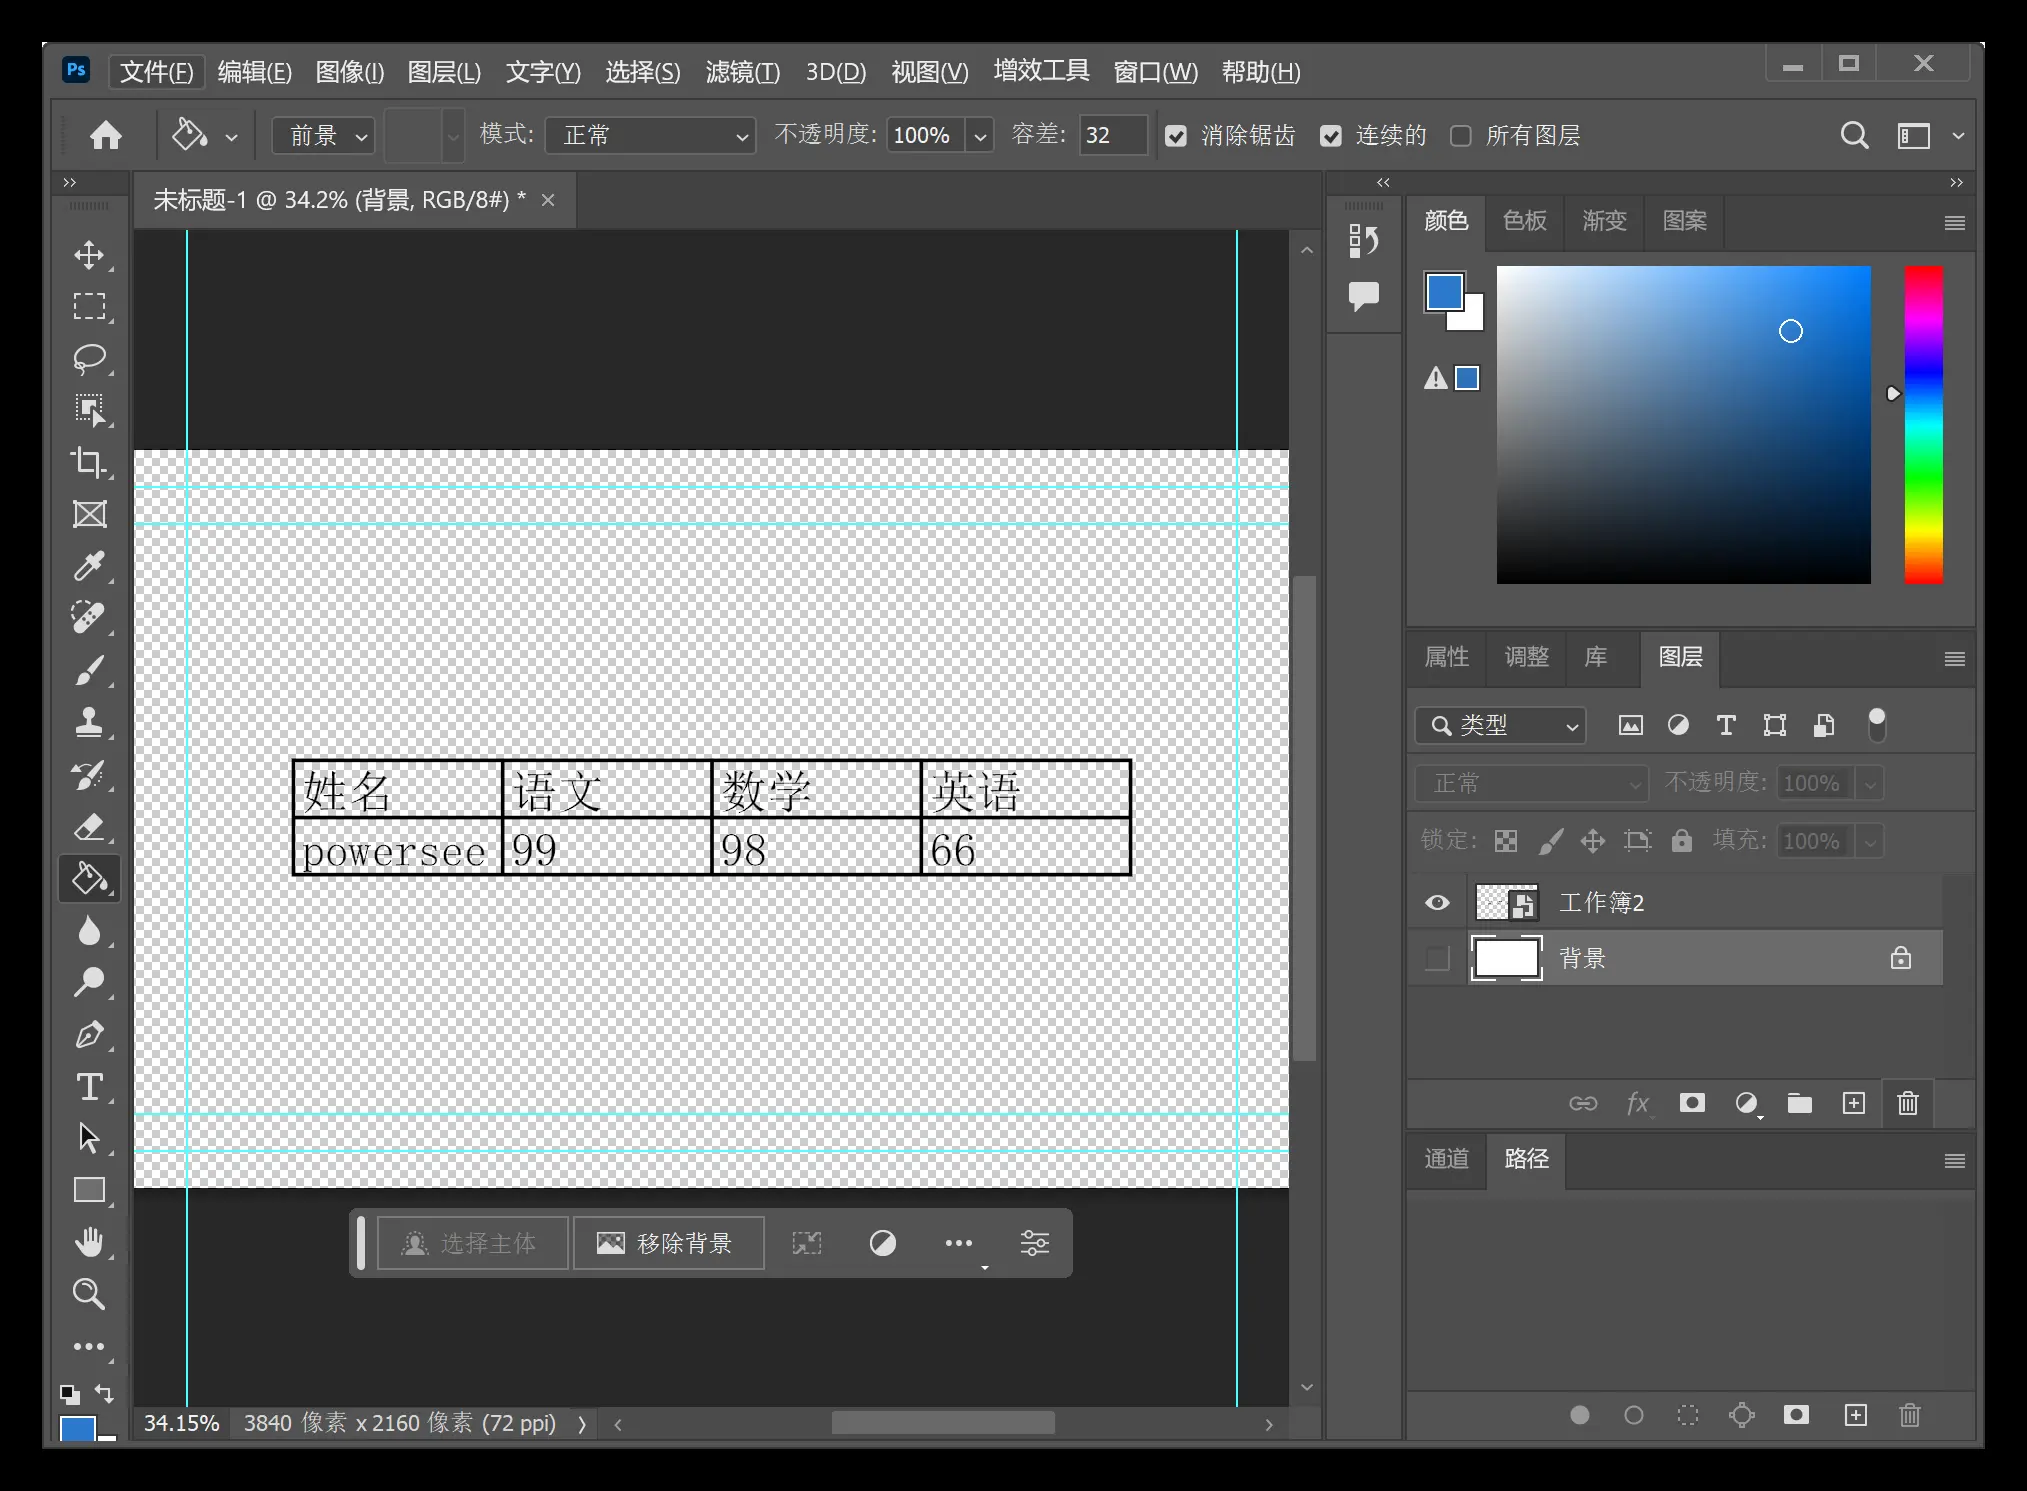 Ps 文件(F) 编辑(E) 图像(I) 图层(L) 文字(Y) 选择(S) 滤镜(T) 3D(D) 视图(V) 增效工具 窗口(W) 帮助(H)
前景 模式: 正常 不透明度: 100% 容差: 32 消除锯齿 连续的 所有图层
未标题-1 @ 34.2% (背景, RGB/8#) *
姓名 语文 数学 英语
powersee 99 98 66
选择主体 移除背景
34.15% 3840 像素 x 2160 像素 (72 ppi)
颜色 色板 渐变 图案
属性 调整 库 图层
类型
正常 不透明度: 100%
锁定: 填充: 100%
工作簿2
背景
fx
通道 路径